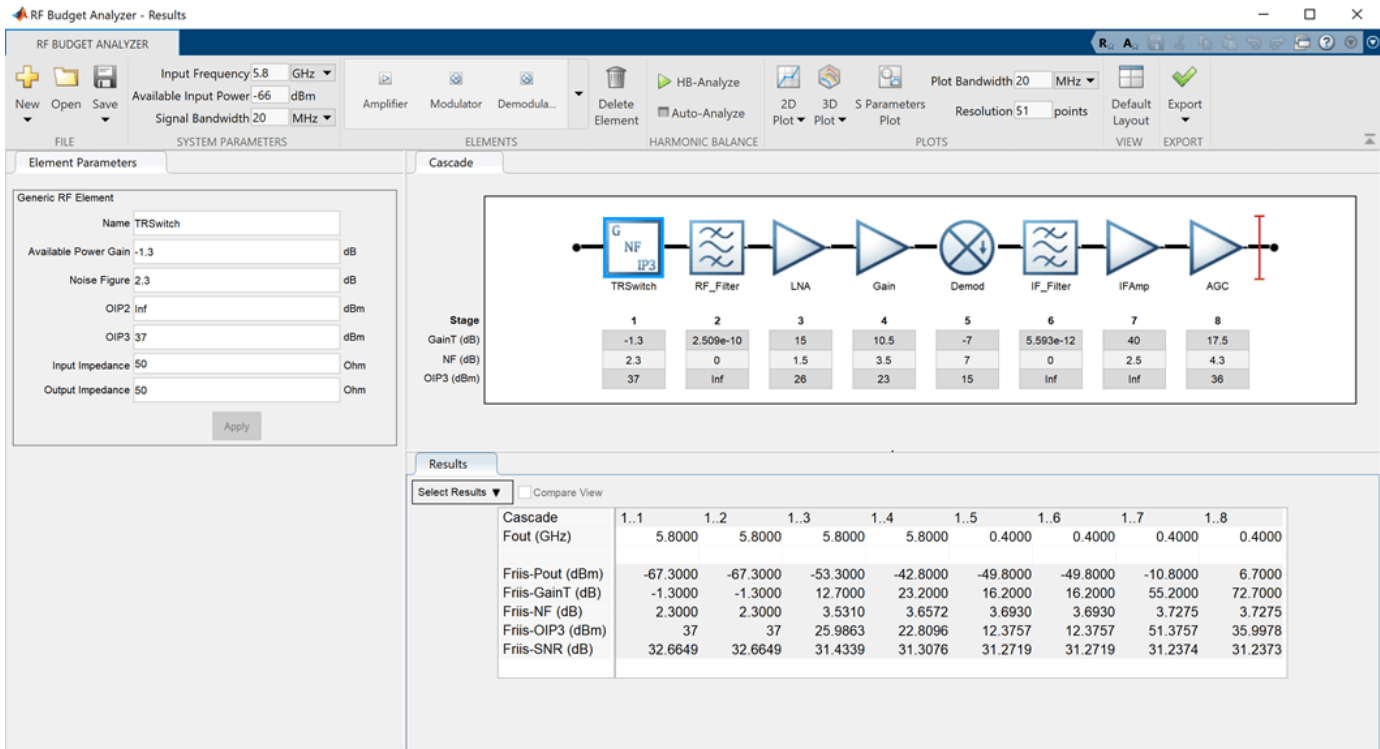 RF Budget Analyzer - Results
RF BUDGET ANALYZER
New Open Save
FILE
Input Frequency 5.8 GHz
Available Input Power -66 dBm
Signal Bandwidth 20 MHz
SYSTEM PARAMETERS
Amplifier Modulator Demodula...
ELEMENTS
Delete Element
HB-Analyze
Auto-Analyze
HARMONIC BALANCE
2D Plot 3D Plot S Parameters Plot
Plot Bandwidth 20 MHz
Resolution 51 points
PLOTS
Default Layout
VIEW
Export
EXPORT
Element Parameters
Generic RF Element
Name TRSwitch
Available Power Gain -1.3 dB
Noise Figure 2.3 dB
OIP2 Inf dBm
OIP3 37 dBm
Input Impedance 50 Ohm
Output Impedance 50 Ohm
Apply
Cascade
G NF IP3
TRSwitch RF_Filter LNA Gain Demod IF_Filter IFAmp AGC
Stage 1 2 3 4 5 6 7 8
GainT (dB) -1.3 2.509e-10 15 10.5 -7 5.593e-12 40 17.5
NF (dB) 2.3 0 1.5 3.5 7 0 2.5 4.3
OIP3 (dBm) 37 Inf 26 23 15 Inf Inf 36
Results
Select Results ▼ Compare View
Cascade 1..1 1..2 1..3 1..4 1..5 1..6 1..7 1..8
Fout (GHz) 5.8000 5.8000 5.8000 5.8000 0.4000 0.4000 0.4000 0.4000
Friis-Pout (dBm) -67.3000 -67.3000 -53.3000 -42.8000 -49.8000 -49.8000 -10.8000 6.7000
Friis-GainT (dB) -1.3000 -1.3000 12.7000 23.2000 16.2000 16.2000 55.2000 72.7000
Friis-NF (dB) 2.3000 2.3000 3.5310 3.6572 3.6930 3.6930 3.7275 3.7275
Friis-OIP3 (dBm) 37 37 25.9863 22.8096 12.3757 12.3757 51.3757 35.9978
Friis-SNR (dB) 32.6649 32.6649 31.4339 31.3076 31.2719 31.2719 31.2374 31.2373